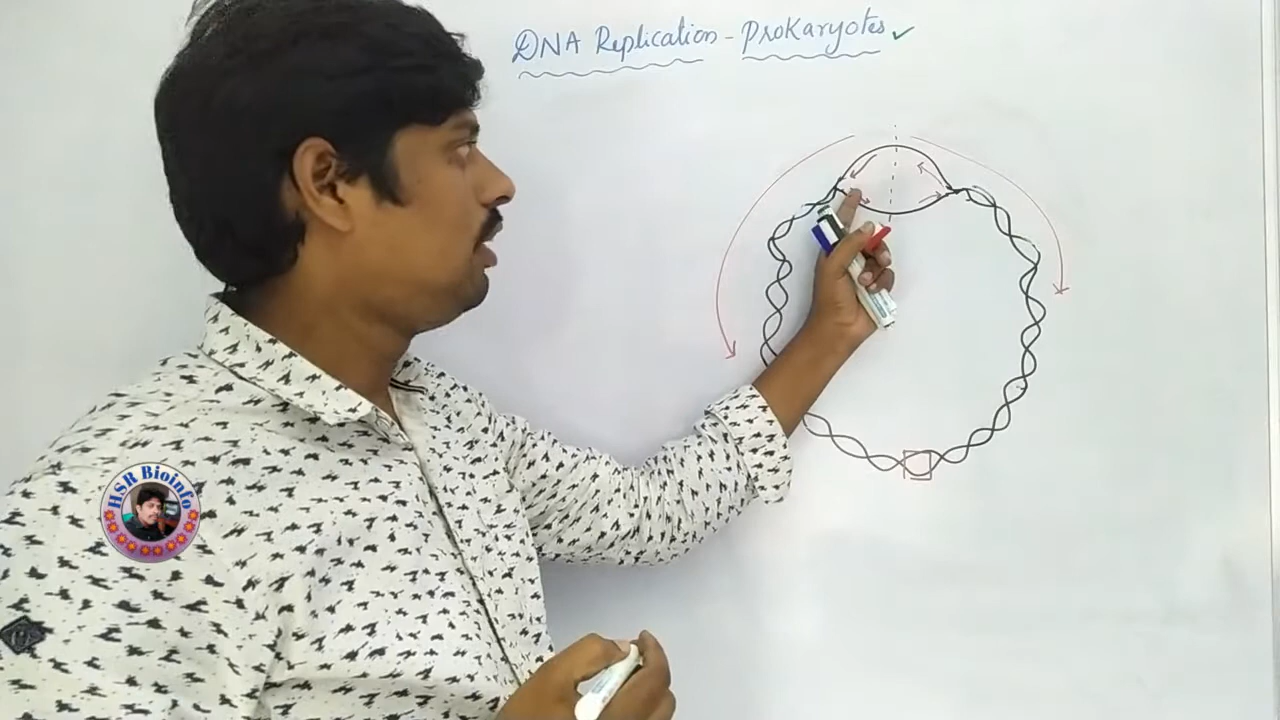 DNA Replication - Prokaryotes ✓
HSR Bioinfo